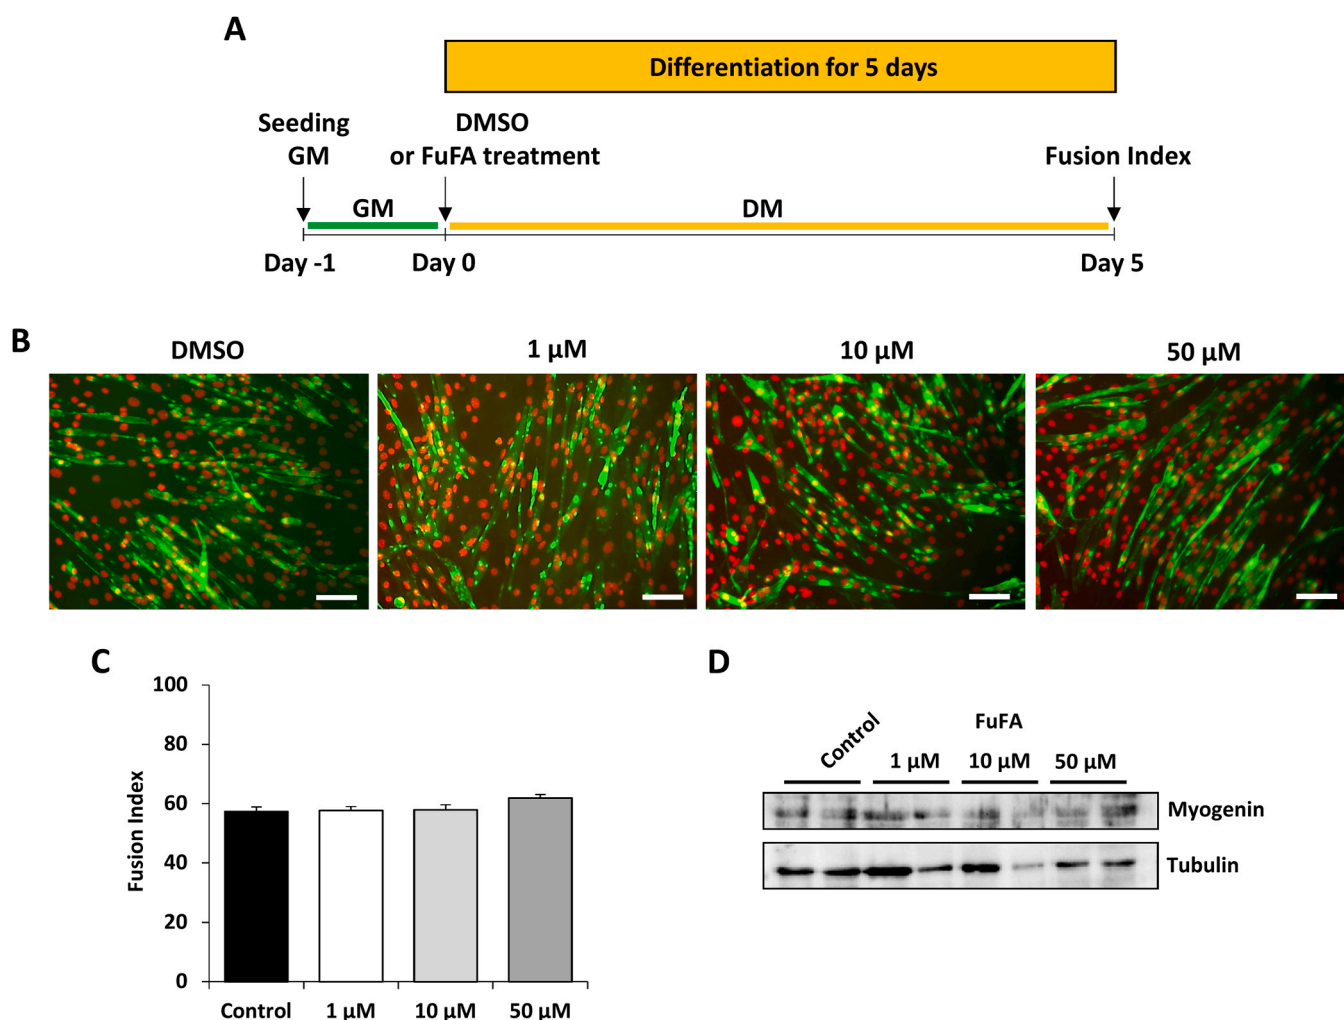 A
Differentiation for 5 days
Seeding
GM
DMSO
or FuFA treatment
Fusion Index
GM
DM
Day -1
Day 0
Day 5
B
DMSO
1 µM
10 µM
50 µM
C
Fusion Index
100
80
60
40
20
0
Control
1 µM
10 µM
50 µM
D
Control
FuFA
1 µM
10 µM
50 µM
Myogenin
Tubulin